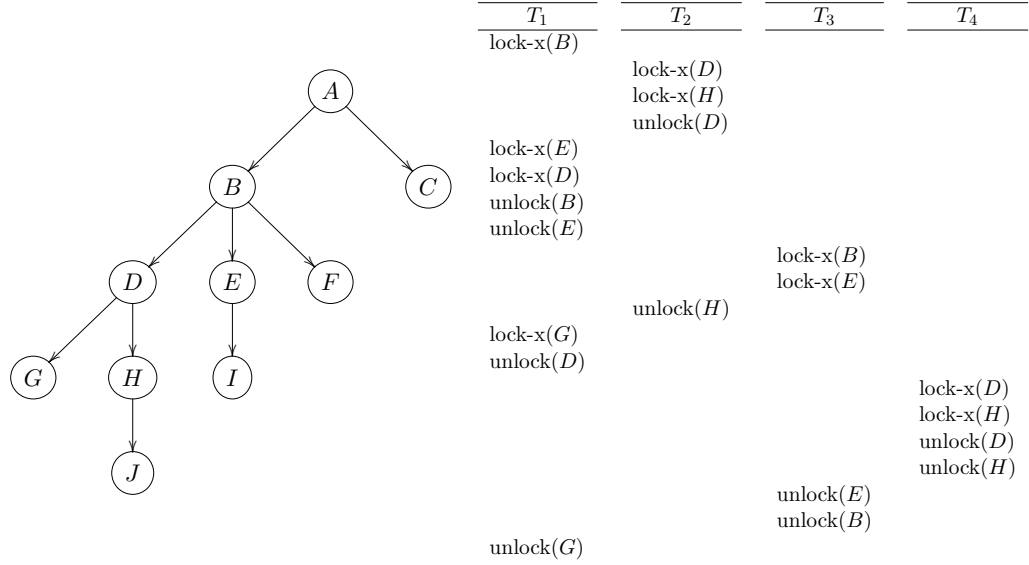 T₁ T₂ T₃ T₄
lock-x(B)
lock-x(D)
A
lock-x(H)
unlock(D)
lock-x(E)
lock-x(D)
B C
unlock(B)
unlock(E)
lock-x(B)
D E F
lock-x(E)
unlock(H)
lock-x(G)
unlock(D)
G H I
lock-x(D)
lock-x(H)
unlock(D)
J
unlock(H)
unlock(E)
unlock(B)
unlock(G)